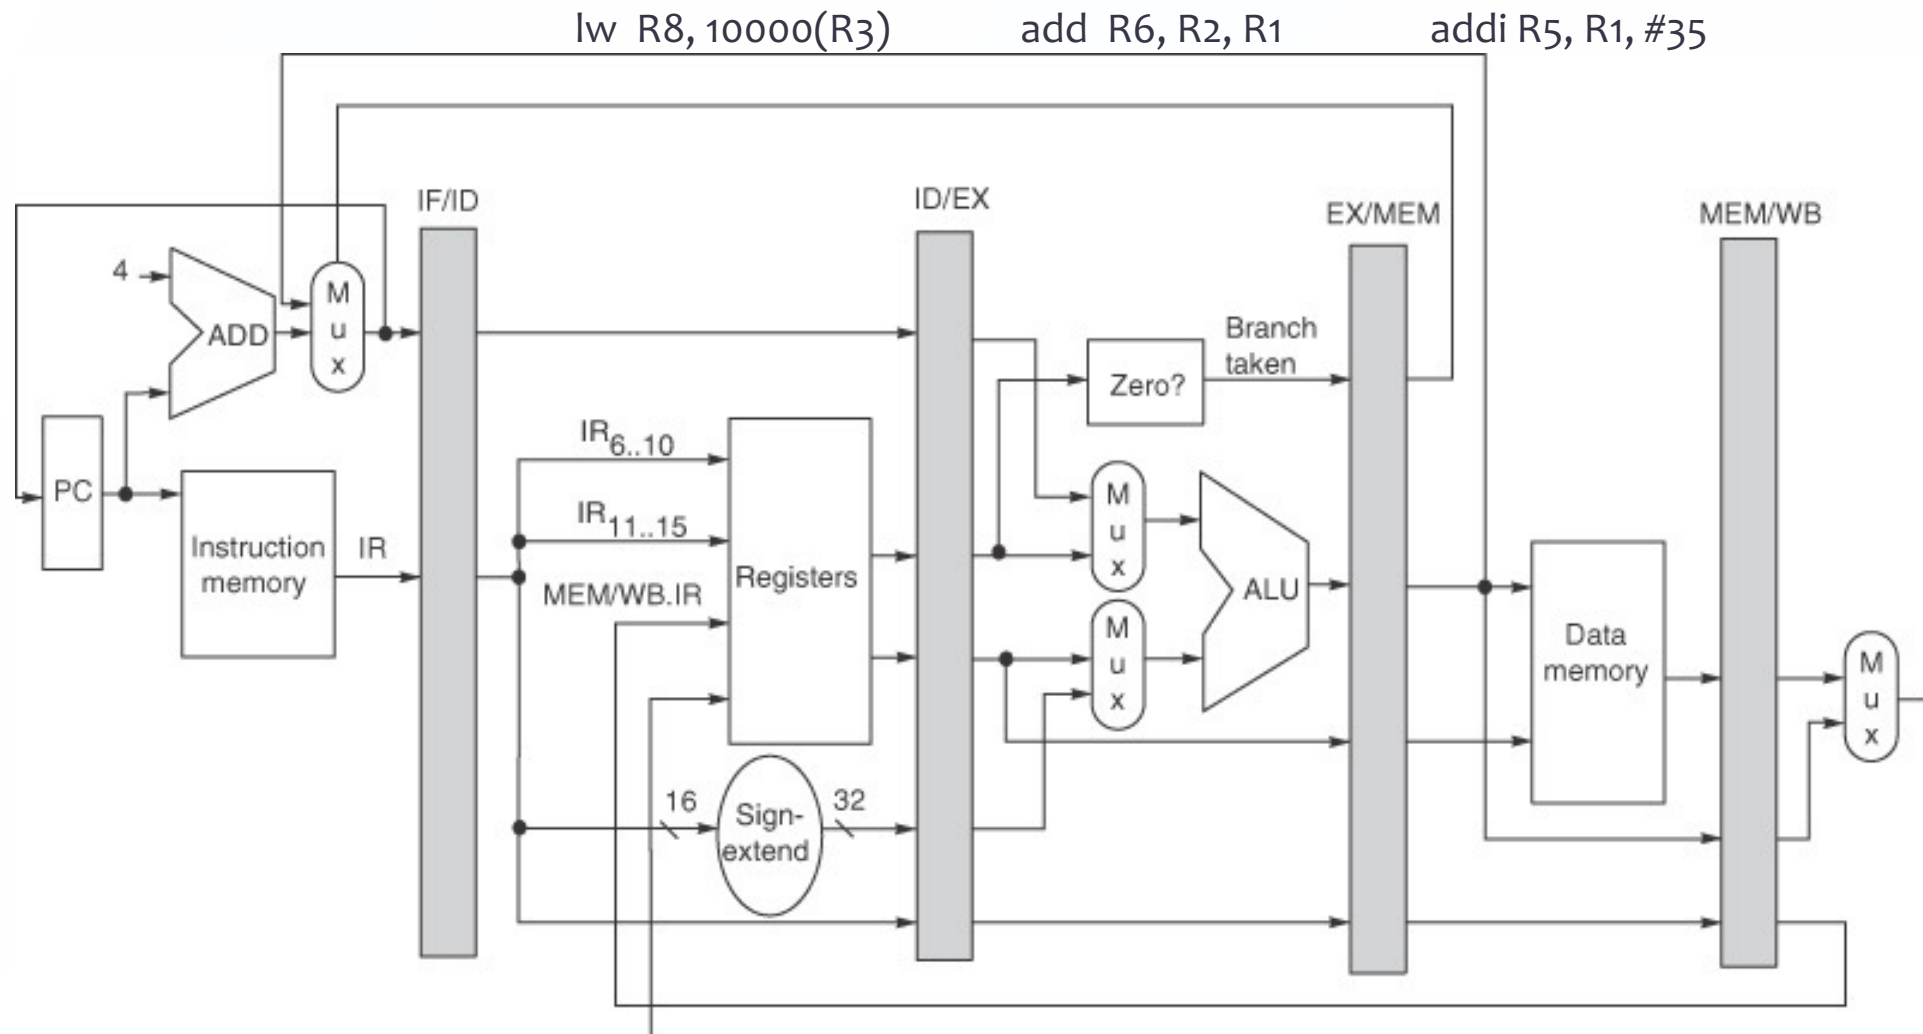 lw R8, 10000(R3)
add R6, R2, R1
addi R5, R1, #35
IF/ID
ID/EX
EX/MEM
MEM/WB
4
ADD
M
u
x
Branch
taken
Zero?
IR6..10
IR11..15
MEM/WB.IR
PC
Instruction
memory
IR
Registers
M
u
x
M
u
x
ALU
Data
memory
M
u
x
16
Sign-
extend
32